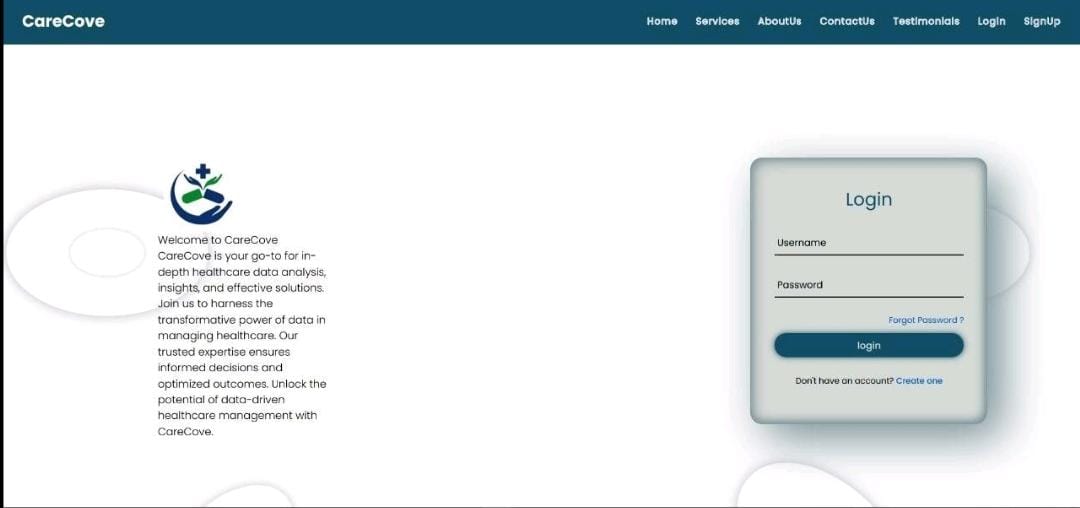 CareCove
Home Services AboutUs ContactUs Testimonials Login SignUp
Welcome to CareCove
CareCove is your go-to for in-
depth healthcare data analysis,
insights, and effective solutions.
Join us to harness the
transformative power of data in
managing healthcare. Our
trusted expertise ensures
informed decisions and
optimized outcomes. Unlock the
potential of data-driven
healthcare management with
CareCove.
Login
Username
Password
Forgot Password ?
login
Don't have an account? Create one